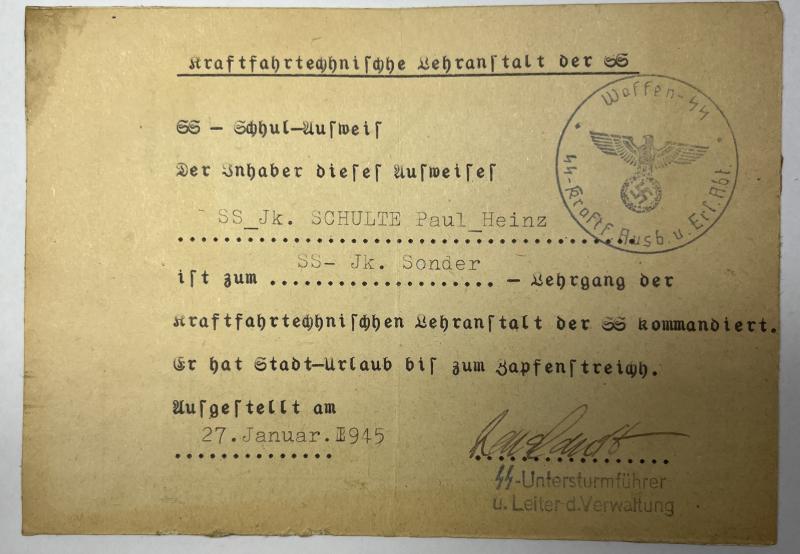 Kraftfahrtechnische Lehranstalt der SS
Waffen-SS
SS-Kraftf. Ausb. u. Ers. Abt.
SS - Schul-Ausweis
Der Inhaber dieses Ausweises
SS_Jk. SCHULTE Paul_Heinz
SS- Jk. Sonder
ist zum .................... - Lehrgang der
Kraftfahrtechnischen Lehranstalt der SS kommandiert.
Er hat Stadt-Urlaub bis zum Zapfenstreich.
Ausgestellt am
27.Januar.1945
SS-Untersturmführer
u. Leiter d. Verwaltung